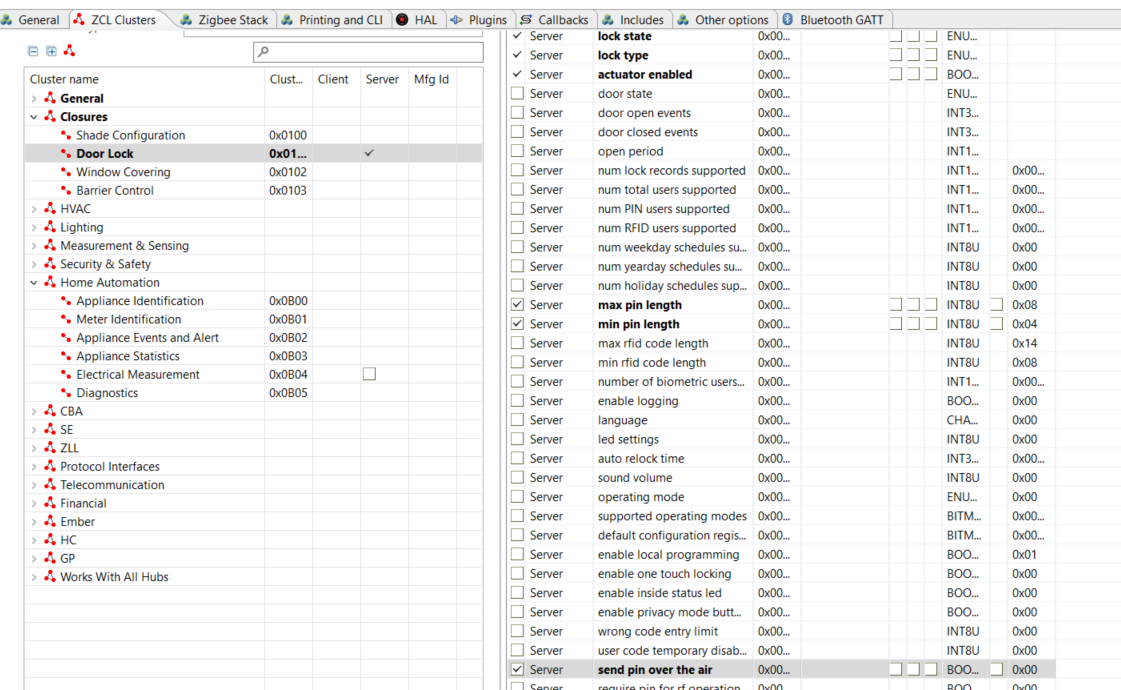 General ZCL Clusters Zigbee Stack Printing and CLI HAL Plugins Callbacks Includes Other options Bluetooth GATT
Cluster name Clust... Client Server Mfg Id
General
Closures
Shade Configuration 0x0100
Door Lock 0x01...
Window Covering 0x0102
Barrier Control 0x0103
HVAC
Lighting
Measurement & Sensing
Security & Safety
Home Automation
Appliance Identification 0x0B00
Meter Identification 0x0B01
Appliance Events and Alert 0x0B02
Appliance Statistics 0x0B03
Electrical Measurement 0x0B04
Diagnostics 0x0B05
CBA
SE
ZLL
Protocol Interfaces
Telecommunication
Financial
Ember
HC
GP
Works With All Hubs
Server lock state 0x00... ENU...
Server lock type 0x00... ENU...
Server actuator enabled 0x00... BOO...
Server door state 0x00... ENU...
Server door open events 0x00... INT3...
Server door closed events 0x00... INT3...
Server open period 0x00... INT1...
Server num lock records supported 0x00... INT1... 0x00...
Server num total users supported 0x00... INT1... 0x00...
Server num PIN users supported 0x00... INT1... 0x00...
Server num RFID users supported 0x00... INT1... 0x00...
Server num weekday schedules su... 0x00... INT8U 0x00
Server num yearday schedules su... 0x00... INT8U 0x00
Server num holiday schedules sup... 0x00... INT8U 0x00
Server max pin length 0x00... INT8U 0x08
Server min pin length 0x00... INT8U 0x04
Server max rfid code length 0x00... INT8U 0x14
Server min rfid code length 0x00... INT8U 0x08
Server number of biometric users... 0x00... INT1... 0x00...
Server enable logging 0x00... BOO... 0x00
Server language 0x00... CHA... 0x00
Server led settings 0x00... INT8U 0x00
Server auto relock time 0x00... INT3... 0x00...
Server sound volume 0x00... INT8U 0x00
Server operating mode 0x00... ENU... 0x00
Server supported operating modes 0x00... BITM... 0x00...
Server default configuration regis... 0x00... BITM... 0x00...
Server enable local programming 0x00... BOO... 0x01
Server enable one touch locking 0x00... BOO... 0x00
Server enable inside status led 0x00... BOO... 0x00
Server enable privacy mode butt... 0x00... BOO... 0x00
Server wrong code entry limit 0x00... INT8U 0x00
Server user code temporary disab... 0x00... INT8U 0x00
Server send pin over the air 0x00... BOO... 0x00
Server require pin for rf operation 0x00 BOO 0x00